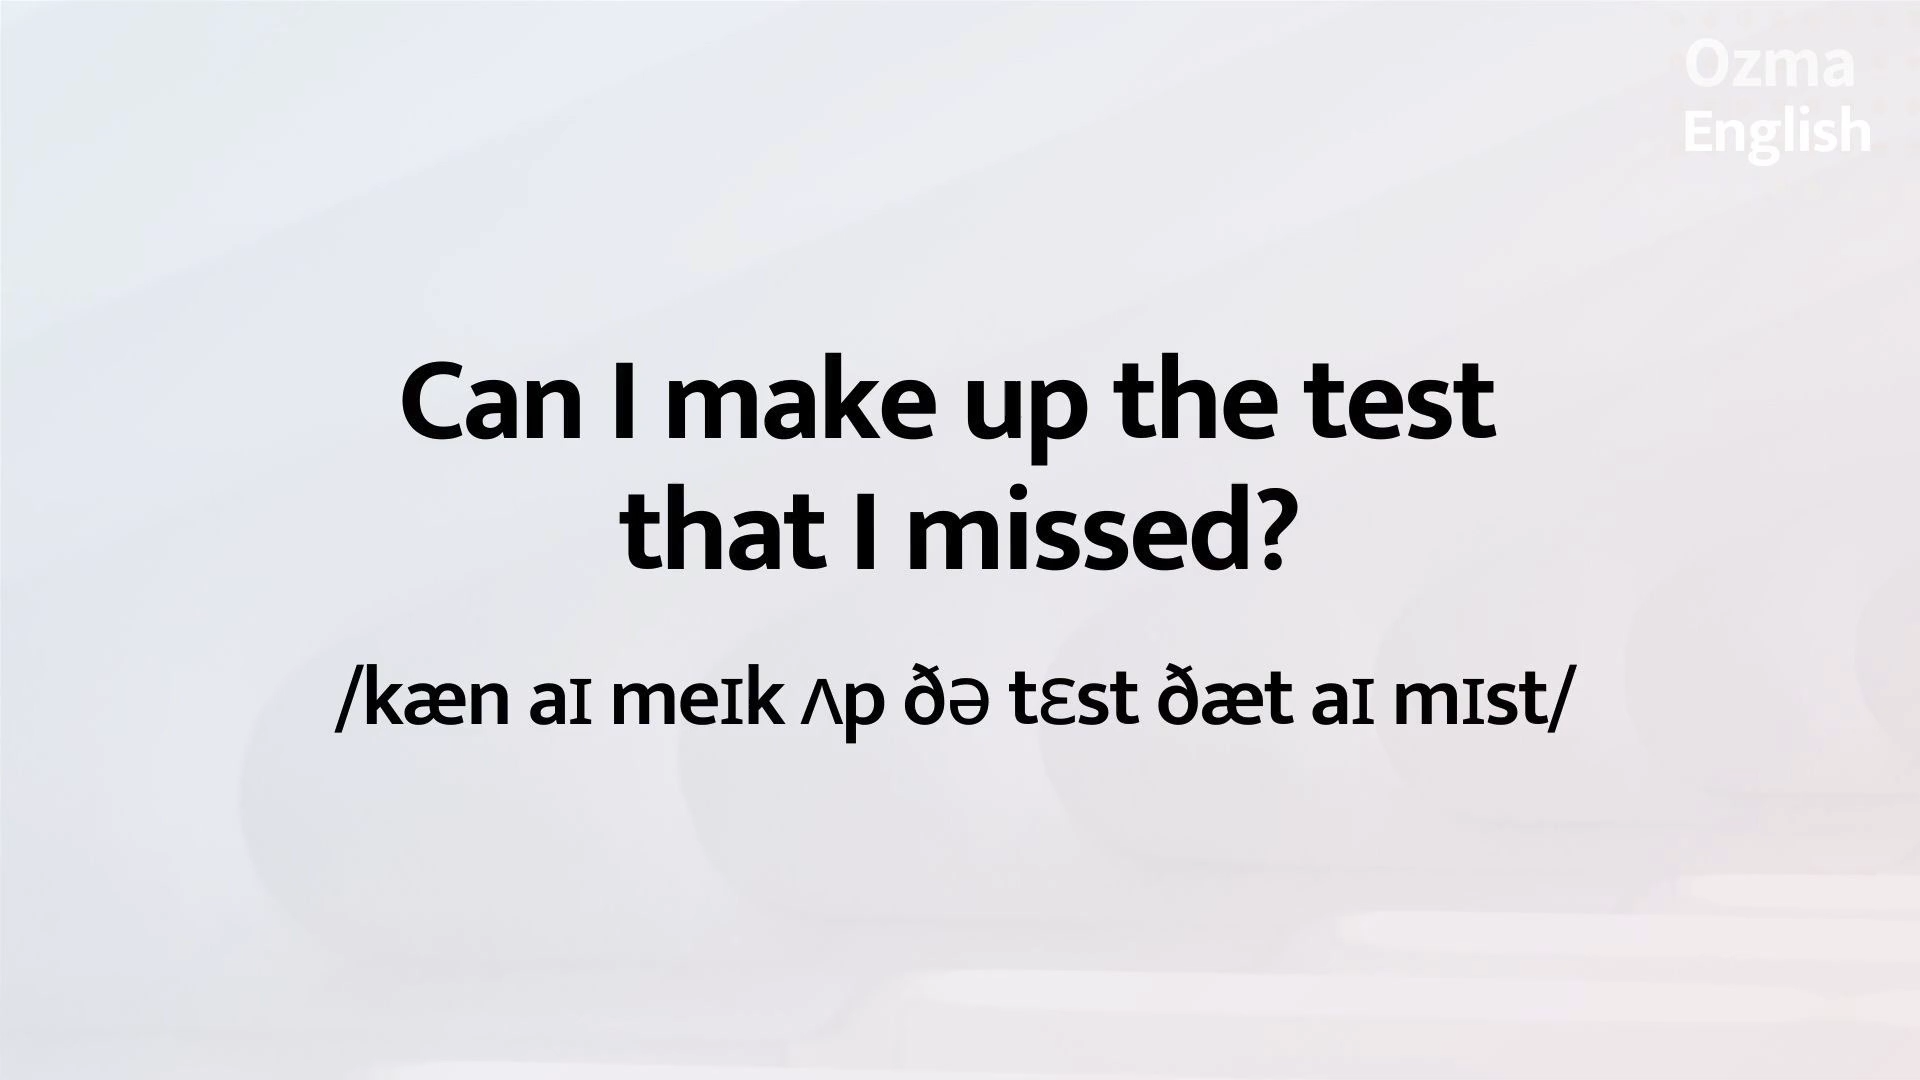 Ozma
English
Can I make up the test
that I missed?
/kæn aɪ meɪk ʌp ðə tɛst ðæt aɪ mɪst/